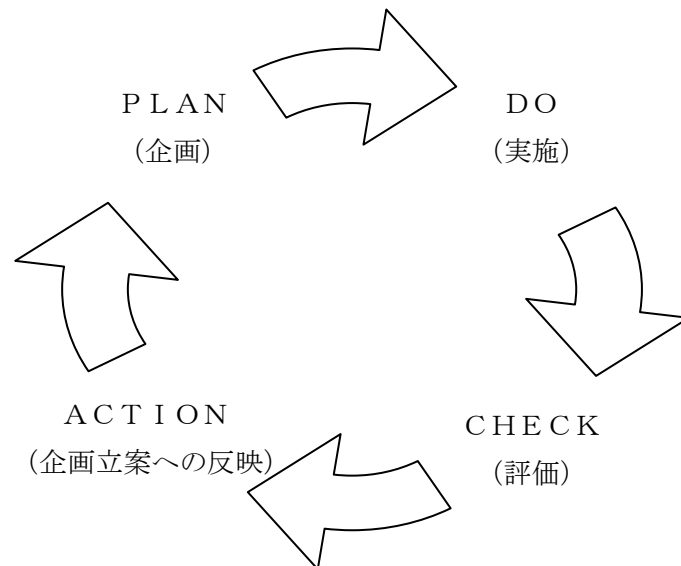 ＰＬＡＮ
（企画）
ＤＯ
（実施）
ＣＨＥＣＫ
（評価）
ＡＣＴＩＯＮ
（企画立案への反映）